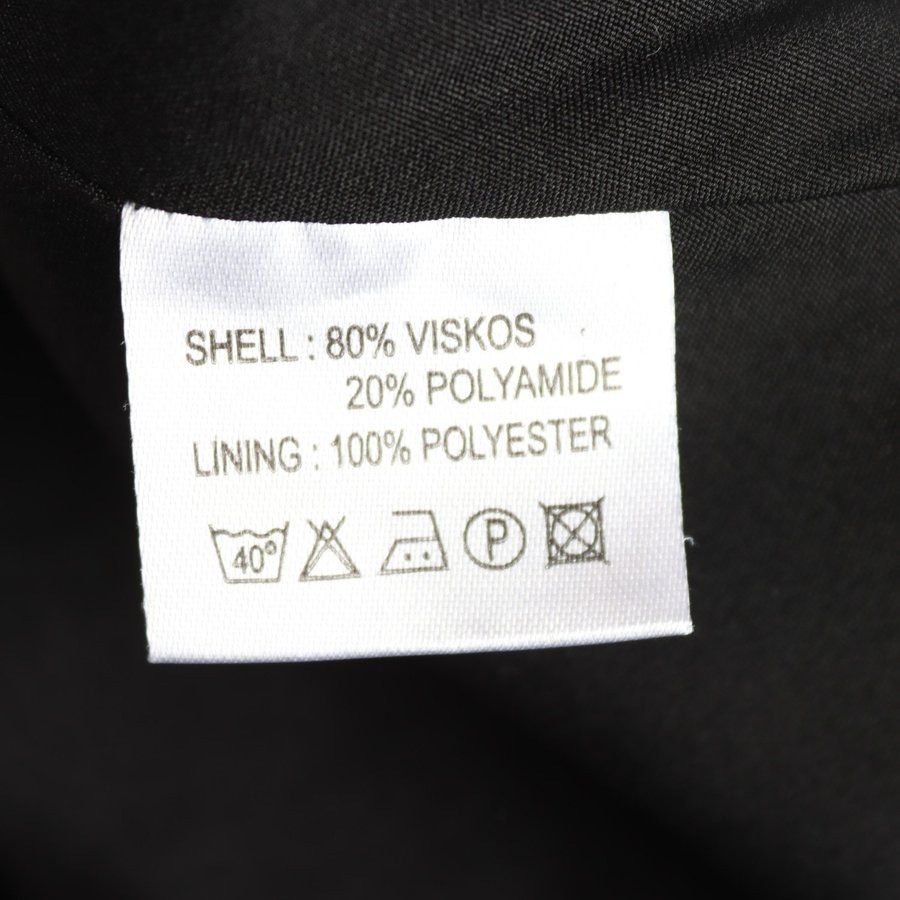 SHELL : 80% VISKOS
20% POLYAMIDE
LINING : 100% POLYESTER
40° P